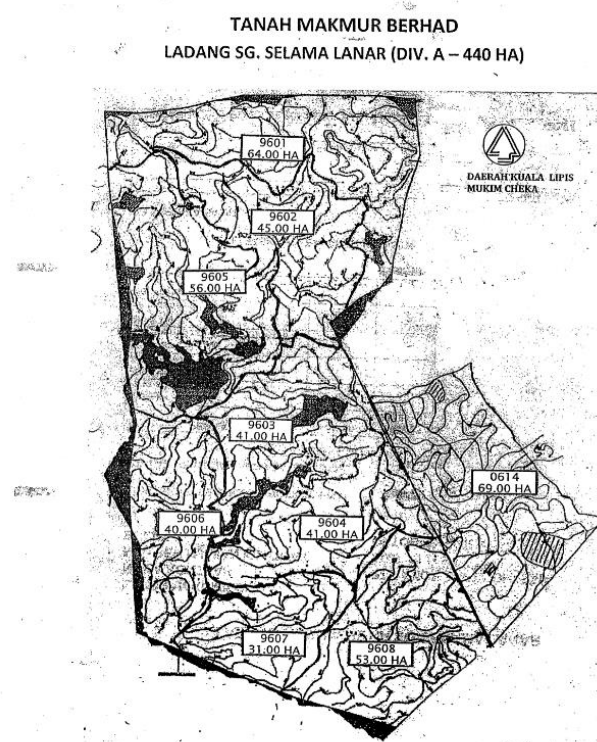 TANAH MAKMUR BERHAD
LADANG SG. SELAMA LANAR (DIV. A – 440 HA)
DAERAH KUALA LIPIS
MUKIM CHEKA
9601
64.00 HA
9602
45.00 HA
9605
56.00 HA
9603
41.00 HA
0614
69.00 HA
9606
40.00 HA
9604
41.00 HA
9607
31.00 HA
9608
53.00 HA